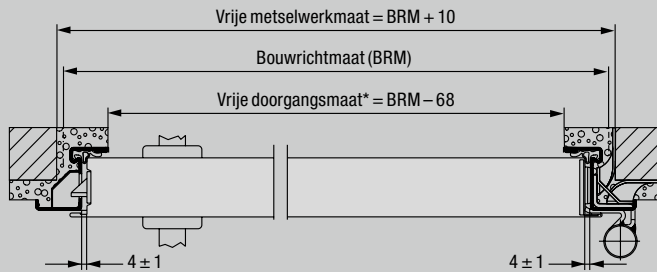 Vrije metselwerkmaat = BRM + 10
Bouwrichtmaat (BRM)
Vrije doorgangsmaat* = BRM – 68
4 ± 1
4 ± 1